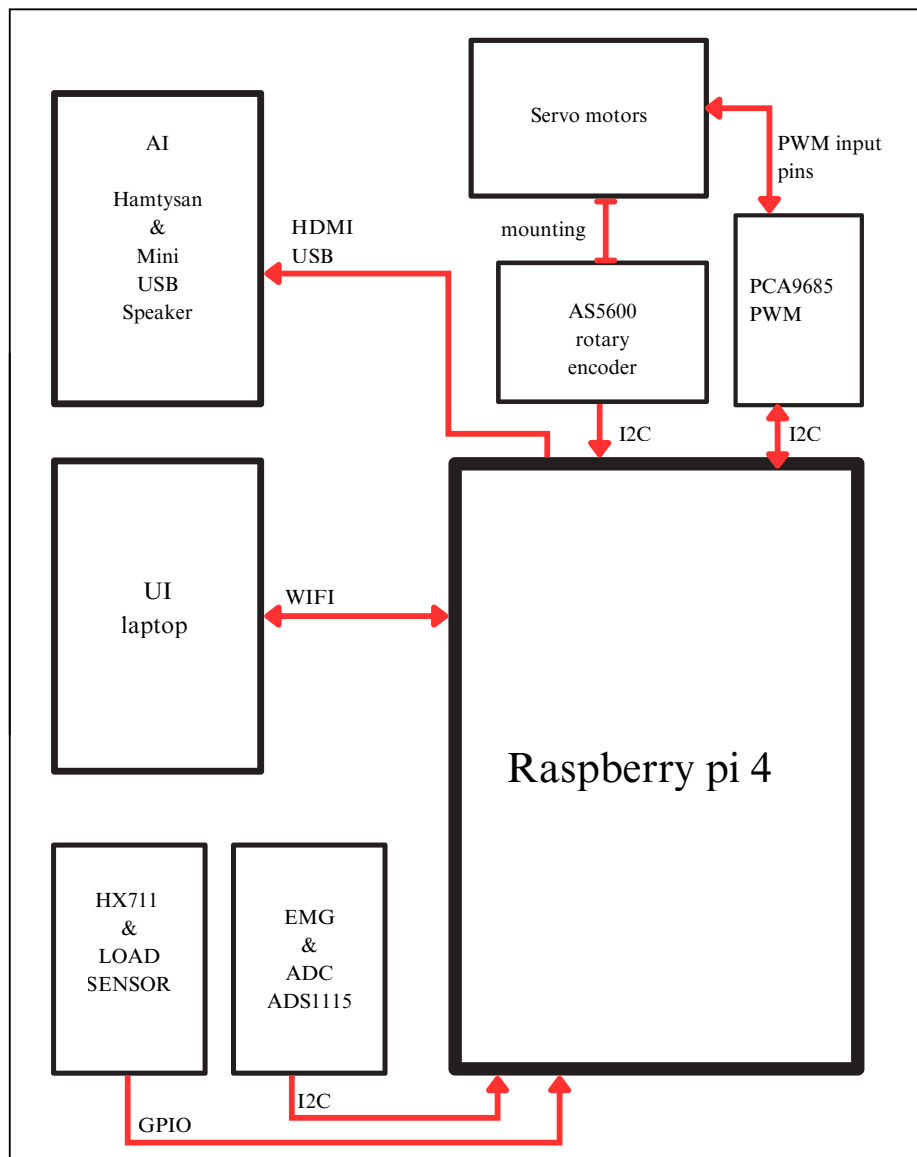 Servo motors
PWM input
pins
AI
Hamtysan
&
Mini
USB
Speaker
HDMI
USB
mounting
AS5600
rotary
encoder
PCA9685
PWM
I2C
I2C
UI
laptop
WIFI
Raspberry pi 4
HX711
&
LOAD
SENSOR
EMG
&
ADC
ADS1115
I2C
GPIO